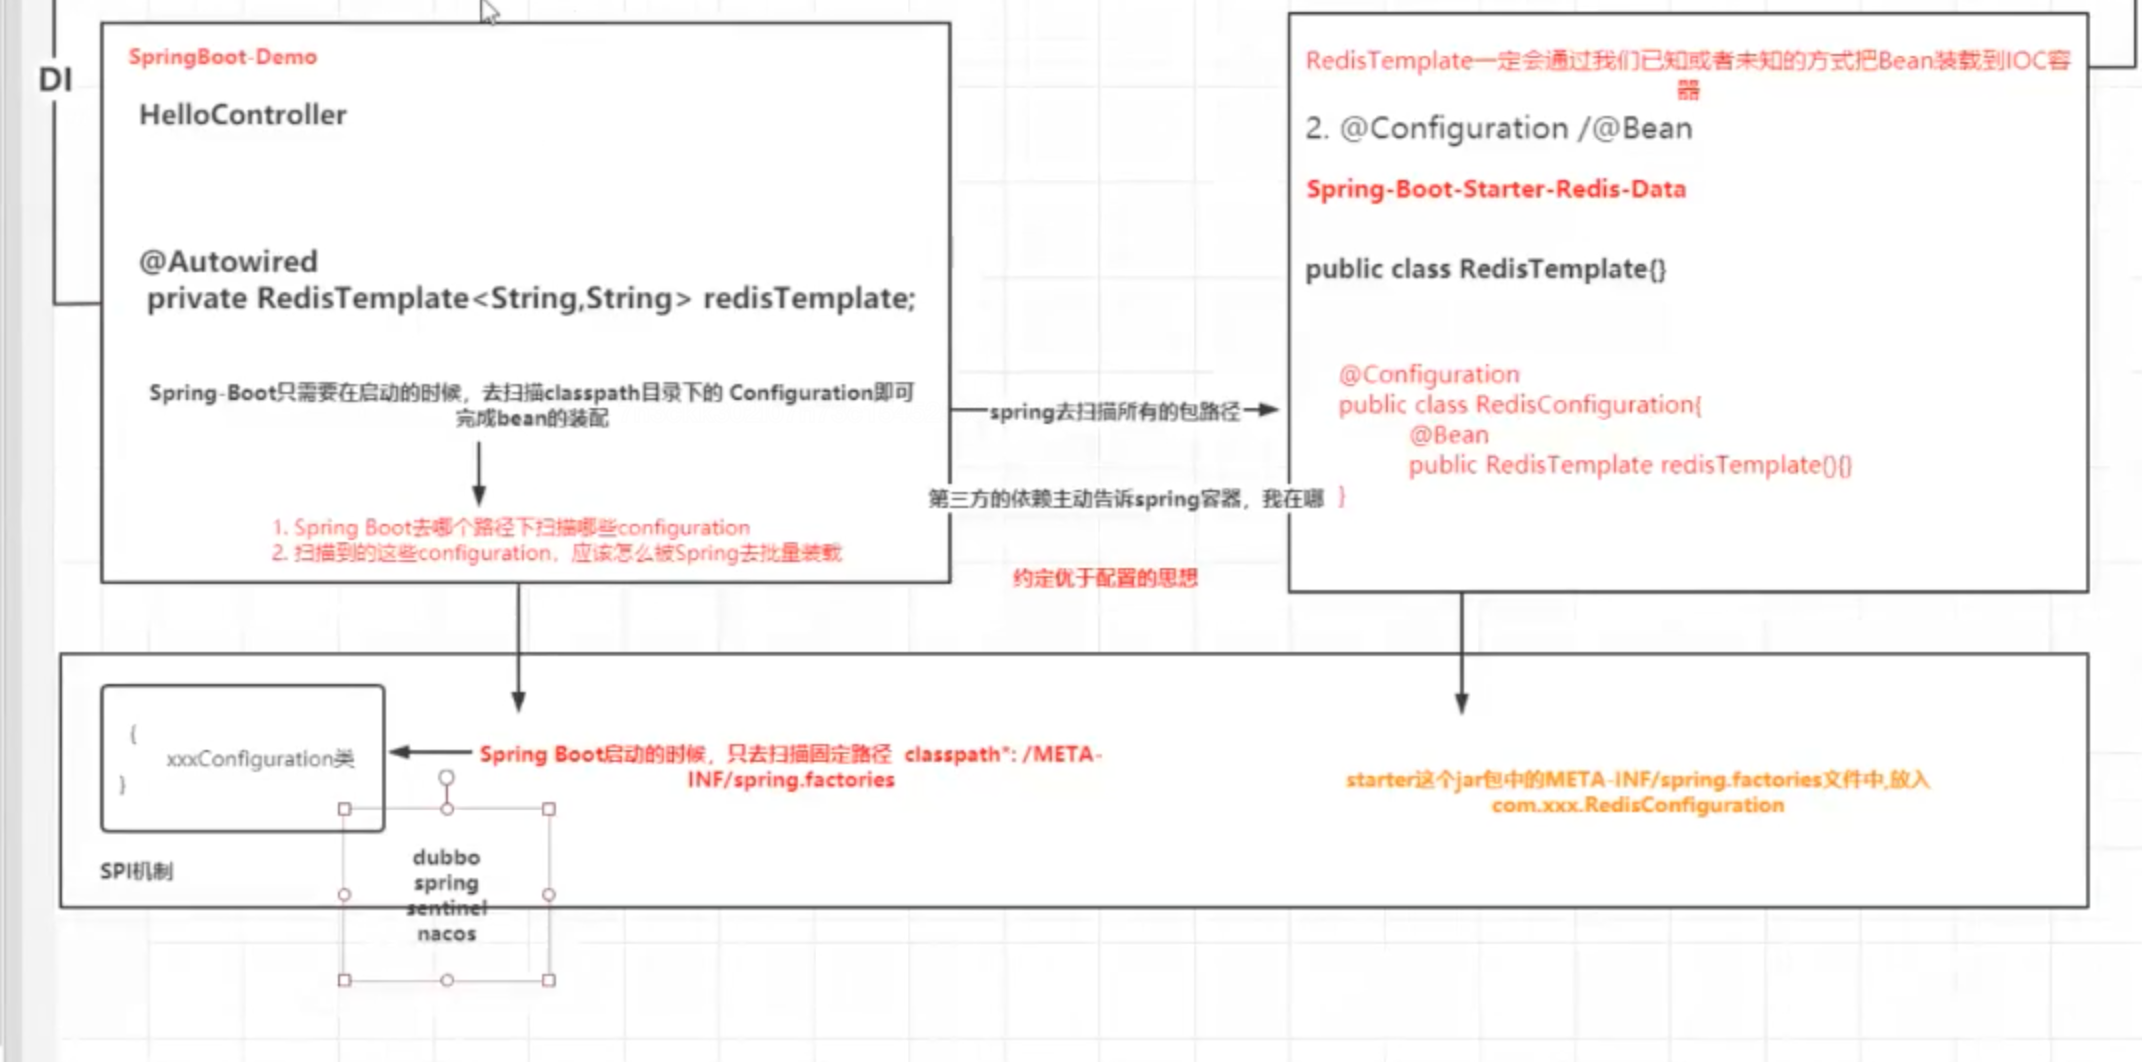 DI
SpringBoot-Demo
HelloController
@Autowired
private RedisTemplate<String,String> redisTemplate;
Spring-Boot只需要在启动的时候，去扫描classpath目录下的 Configuration即可
完成bean的装配
1. Spring Boot去哪个路径下扫描哪些configuration
2. 扫描到的这些configuration，应该怎么被Spring去批量装载
spring去扫描所有的包路径
第三方的依赖主动告诉spring容器，我在哪
约定优于配置的思想
RedisTemplate一定会通过我们已知或者未知的方式把Bean装载到IOC容
器
2. @Configuration /@Bean
Spring-Boot-Starter-Redis-Data
public class RedisTemplate{}
@Configuration
public class RedisConfiguration{
@Bean
public RedisTemplate redisTemplate(){}
}
{
xxxConfiguration类
}
SPI机制
Spring Boot启动的时候，只去扫描固定路径 classpath*: /META-
INF/spring.factories
dubbo
spring
sentinel
nacos
starter这个jar包中的META-INF/spring.factories文件中,放入
com.xxx.RedisConfiguration